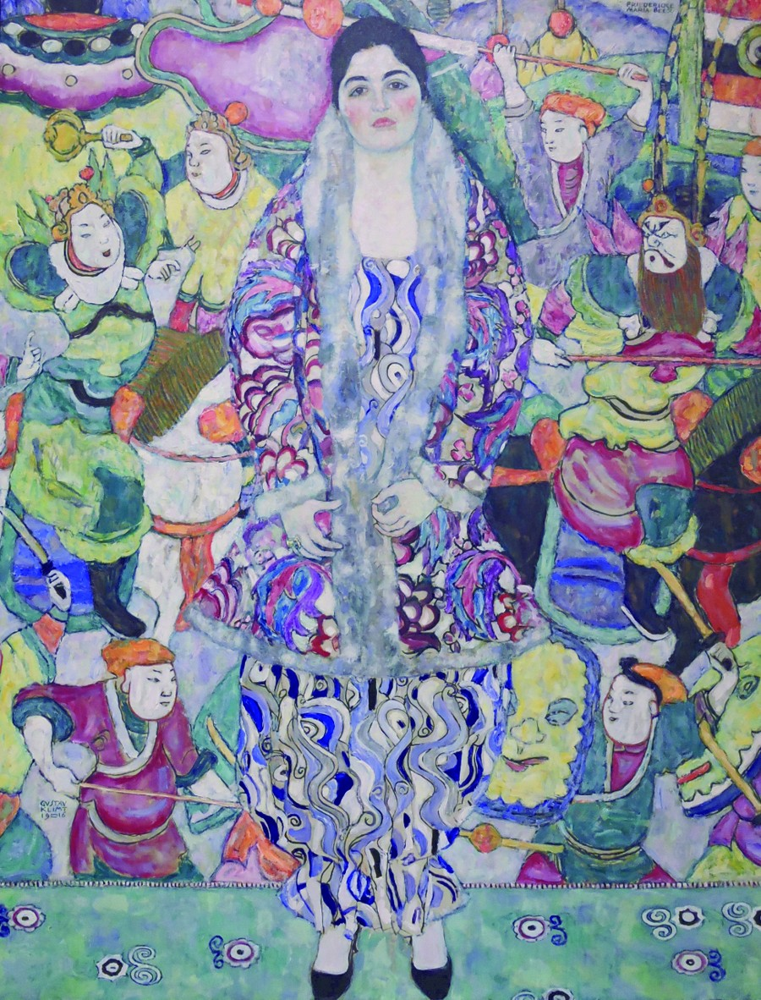 FRIEDERIKE
MARIA BEER
GUSTAV
KLIMT
1916